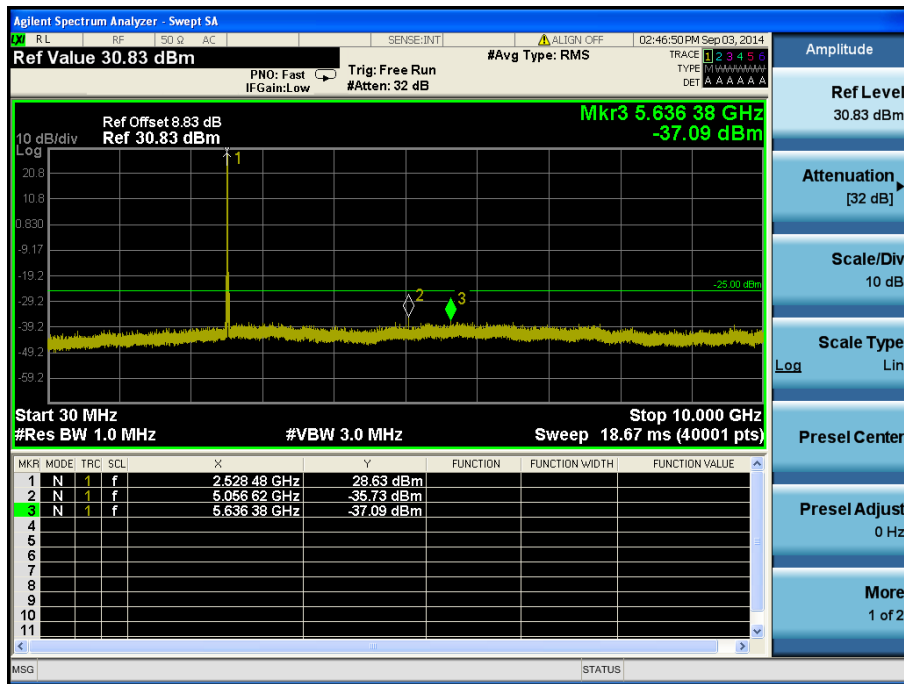 Agilent Spectrum Analyzer - Swept SA
LXI RL RF 50 Ω AC SENSE:INT ALIGN OFF 02:46:50 PM Sep 03, 2014
Ref Value 30.83 dBm
PNO: Fast
IFGain:Low
Trig: Free Run
#Atten: 32 dB
#Avg Type: RMS
TRACE 1 2 3 4 5 6
TYPE M WWWWW
DET A A A A A A
Mkr3 5.636 38 GHz
-37.09 dBm
10 dB/div
Log
Ref Offset 8.83 dB
Ref 30.83 dBm
20.8
10.8
0.830
-9.17
-19.2
-29.2
-39.2
-49.2
-59.2
1
2
3
-25.00 dBm
Start 30 MHz Stop 10.000 GHz
#Res BW 1.0 MHz #VBW 3.0 MHz Sweep 18.67 ms (40001 pts)
MKR MODE TRC SCL X Y FUNCTION FUNCTION WIDTH FUNCTION VALUE
1 N 1 f 2.528 48 GHz 28.63 dBm
2 N 1 f 5.056 62 GHz -35.73 dBm
3 N 1 f 5.636 38 GHz -37.09 dBm
4
5
6
7
8
9
10
11
MSG STATUS
Amplitude
Ref Level
30.83 dBm
Attenuation
[32 dB]
Scale/Div
10 dB
Scale Type
Log Lin
Presel Center
Presel Adjust
0 Hz
More
1 of 2